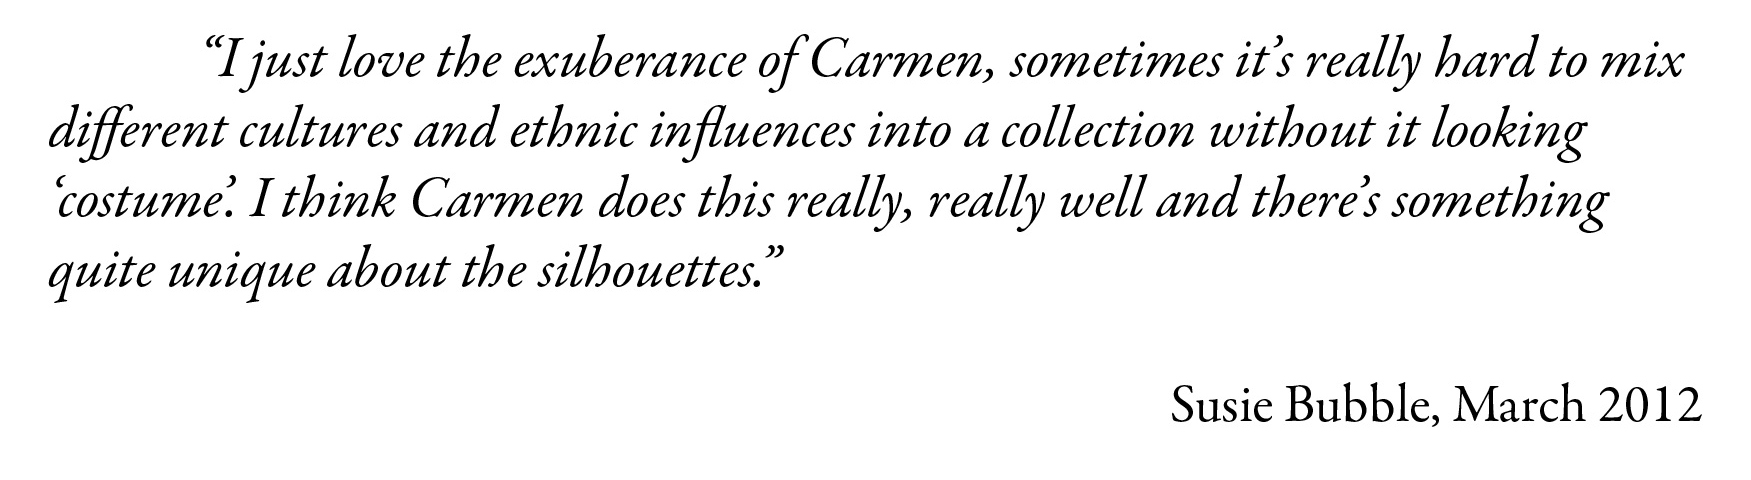 “I just love the exuberance of Carmen, sometimes it’s really hard to mix
different cultures and ethnic influences into a collection without it looking
‘costume’. I think Carmen does this really, really well and there’s something
quite unique about the silhouettes.”
Susie Bubble, March 2012